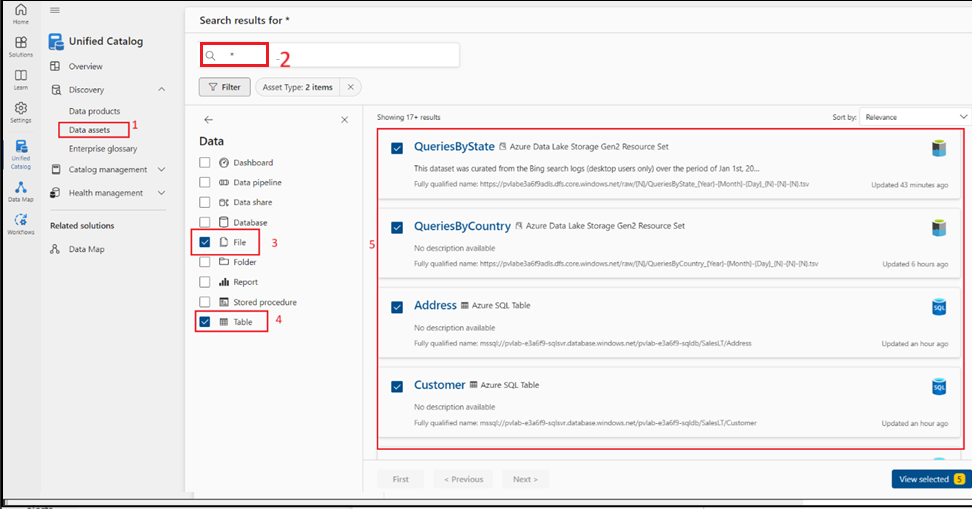 Home
Solutions
Learn
Settings
Unified
Catalog
Data Map
Workflows
Unified Catalog
Overview
Discovery
Data products
Data assets
1
Enterprise glossary
Catalog management
Health management
Related solutions
Data Map
Search results for *
*
-2
Filter
Asset Type: 2 items
Data
Dashboard
Data pipeline
Data share
Database
File
3
Folder
Report
Stored procedure
Table
4
Showing 17+ results
Sort by:
Relevance
5
QueriesByState Azure Data Lake Storage Gen2 Resource Set
This dataset was curated from the Bing search logs (desktop users only) over the period of Jan 1st, 20...
Fully qualified name: https://pvlabe3a6f9adls.dfs.core.windows.net/raw/{N}/QueriesByState_{Year}-{Month}-{Day}_{N}-{N}-{N}.tsv
Updated 43 minutes ago
QueriesByCountry Azure Data Lake Storage Gen2 Resource Set
No description available
Fully qualified name: https://pvlabe3a6f9adls.dfs.core.windows.net/raw/{N}/QueriesByCountry_{Year}-{Month}-{Day}_{N}-{N}-{N}.tsv
Updated 6 hours ago
Address Azure SQL Table
SQL
No description available
Fully qualified name: mssql://pvlab-e3a6f9-sqlsvr.database.windows.net/pvlab-e3a6f9-sqldb/SalesLT/Address
Updated an hour ago
Customer Azure SQL Table
SQL
No description available
Fully qualified name: mssql://pvlab-e3a6f9-sqlsvr.database.windows.net/pvlab-e3a6f9-sqldb/SalesLT/Customer
Updated an hour ago
First
< Previous
Next >
View selected 5